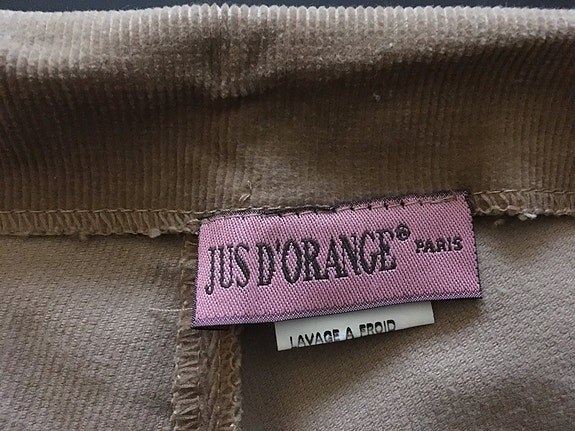 JUS D'ORANGE® PARIS
LAVAGE A FROID